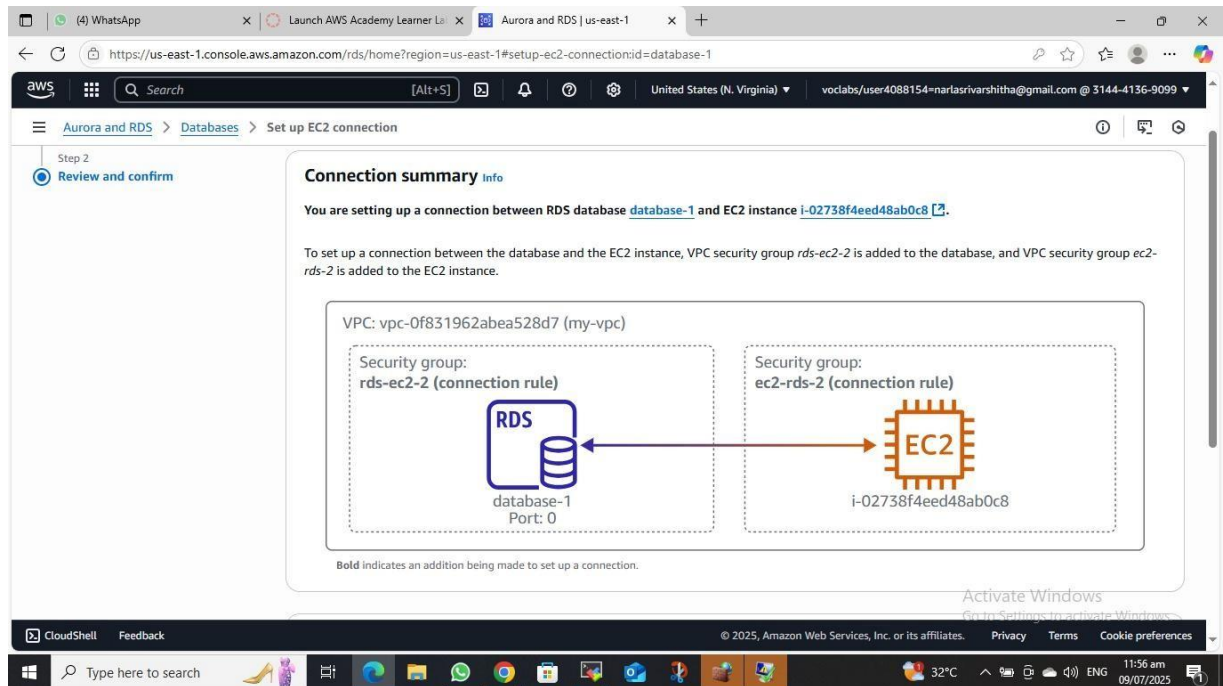 (4) WhatsApp
Launch AWS Academy Learner La
Aurora and RDS | us-east-1
https://us-east-1.console.aws.amazon.com/rds/home?region=us-east-1#setup-ec2-connection:id=database-1
aws
Search
[Alt+S]
United States (N. Virginia)
voclabs/user4088154=narlasrivarshitha@gmail.com @ 3144-4136-9099
Aurora and RDS > Databases > Set up EC2 connection
Step 2
Review and confirm
Connection summary Info
You are setting up a connection between RDS database database-1 and EC2 instance i-02738f4eed48ab0c8.
To set up a connection between the database and the EC2 instance, VPC security group rds-ec2-2 is added to the database, and VPC security group ec2-
rds-2 is added to the EC2 instance.
VPC: vpc-0f831962abea528d7 (my-vpc)
Security group:
rds-ec2-2 (connection rule)
RDS
database-1
Port: 0
Security group:
ec2-rds-2 (connection rule)
EC2
i-02738f4eed48ab0c8
Bold indicates an addition being made to set up a connection.
Activate Windows
Go to Settings to activate Windows.
CloudShell
Feedback
© 2025, Amazon Web Services, Inc. or its affiliates.
Privacy
Terms
Cookie preferences
Type here to search
32°C
ENG
11:56 am
09/07/2025